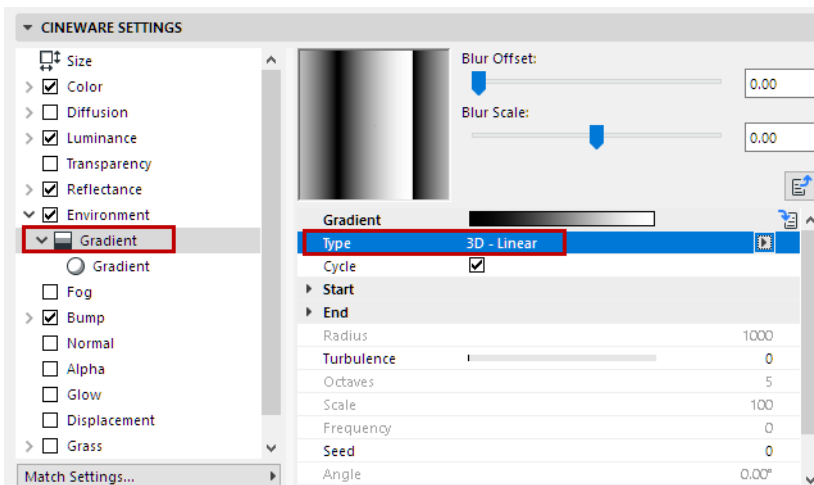 CINEWARE SETTINGS
Size
Color
Diffusion
Luminance
Transparency
Reflectance
Environment
Gradient
Gradient
Fog
Bump
Normal
Alpha
Glow
Displacement
Grass
Match Settings...
Blur Offset:
0.00
Blur Scale:
0.00
Gradient
Type 3D - Linear
Cycle
Start
End
Radius 1000
Turbulence 0
Octaves 5
Scale 100
Frequency 0
Seed 0
Angle 0.00°